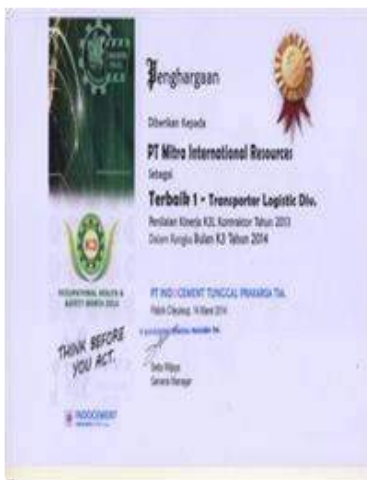 Penghargaan
Diberikan Kepada
PT Mitra International Resources
Sebagai
Terbaik 1 - Transporter Logistic Div.
Penilaian Kinerja K3L Kontraktor Tahun 2013
Dalam Rangka Bulan K3 Tahun 2014
K3
OCCUPATIONAL HEALTH &
SAFETY MONTH 2014
PT INDOCEMENT TUNGGAL PRAKARSA Tbk.
Pabrik Citeureup, 14 Maret 2014
THINK BEFORE
YOU ACT.
General Manager
INDOCEMENT